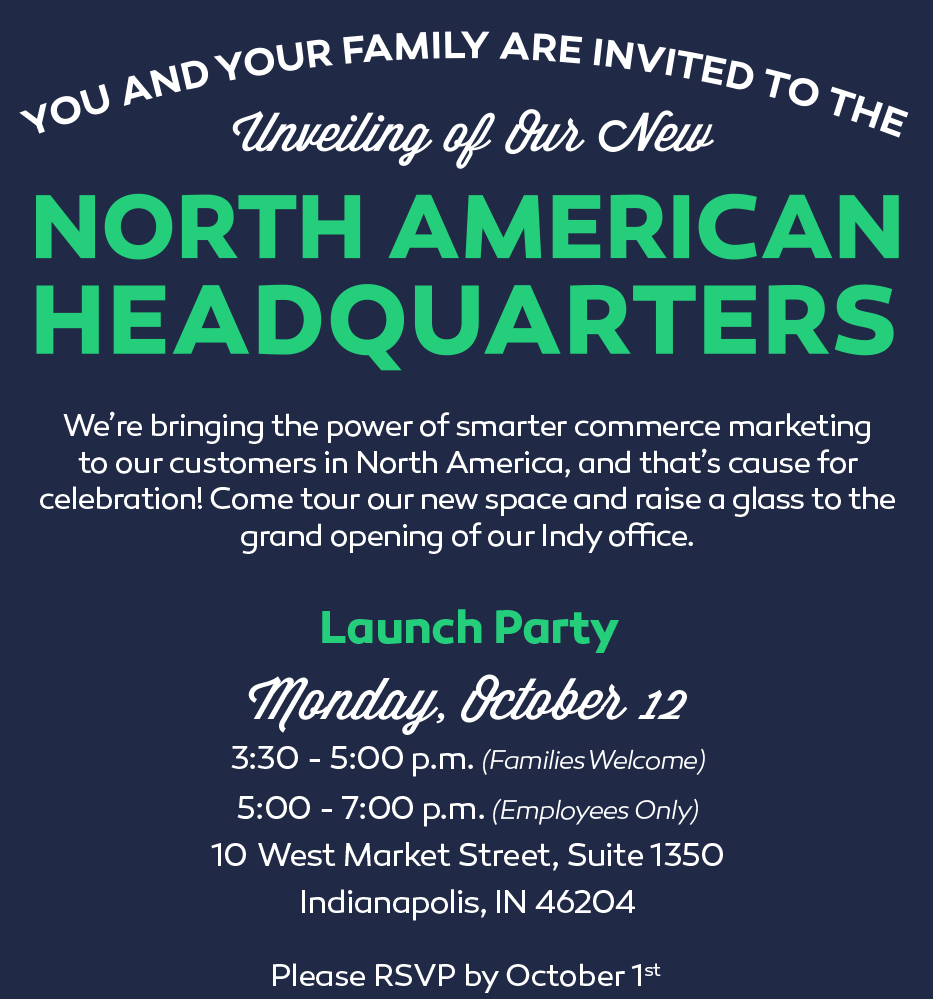 YOU AND YOUR FAMILY ARE INVITED TO THE
Unveiling of Our New
NORTH AMERICAN
HEADQUARTERS
We’re bringing the power of smarter commerce marketing
to our customers in North America, and that’s cause for
celebration! Come tour our new space and raise a glass to the
grand opening of our Indy office.
Launch Party
Monday, October 12
3:30 - 5:00 p.m. (Families Welcome)
5:00 - 7:00 p.m. (Employees Only)
10 West Market Street, Suite 1350
Indianapolis, IN 46204
Please RSVP by October 1st